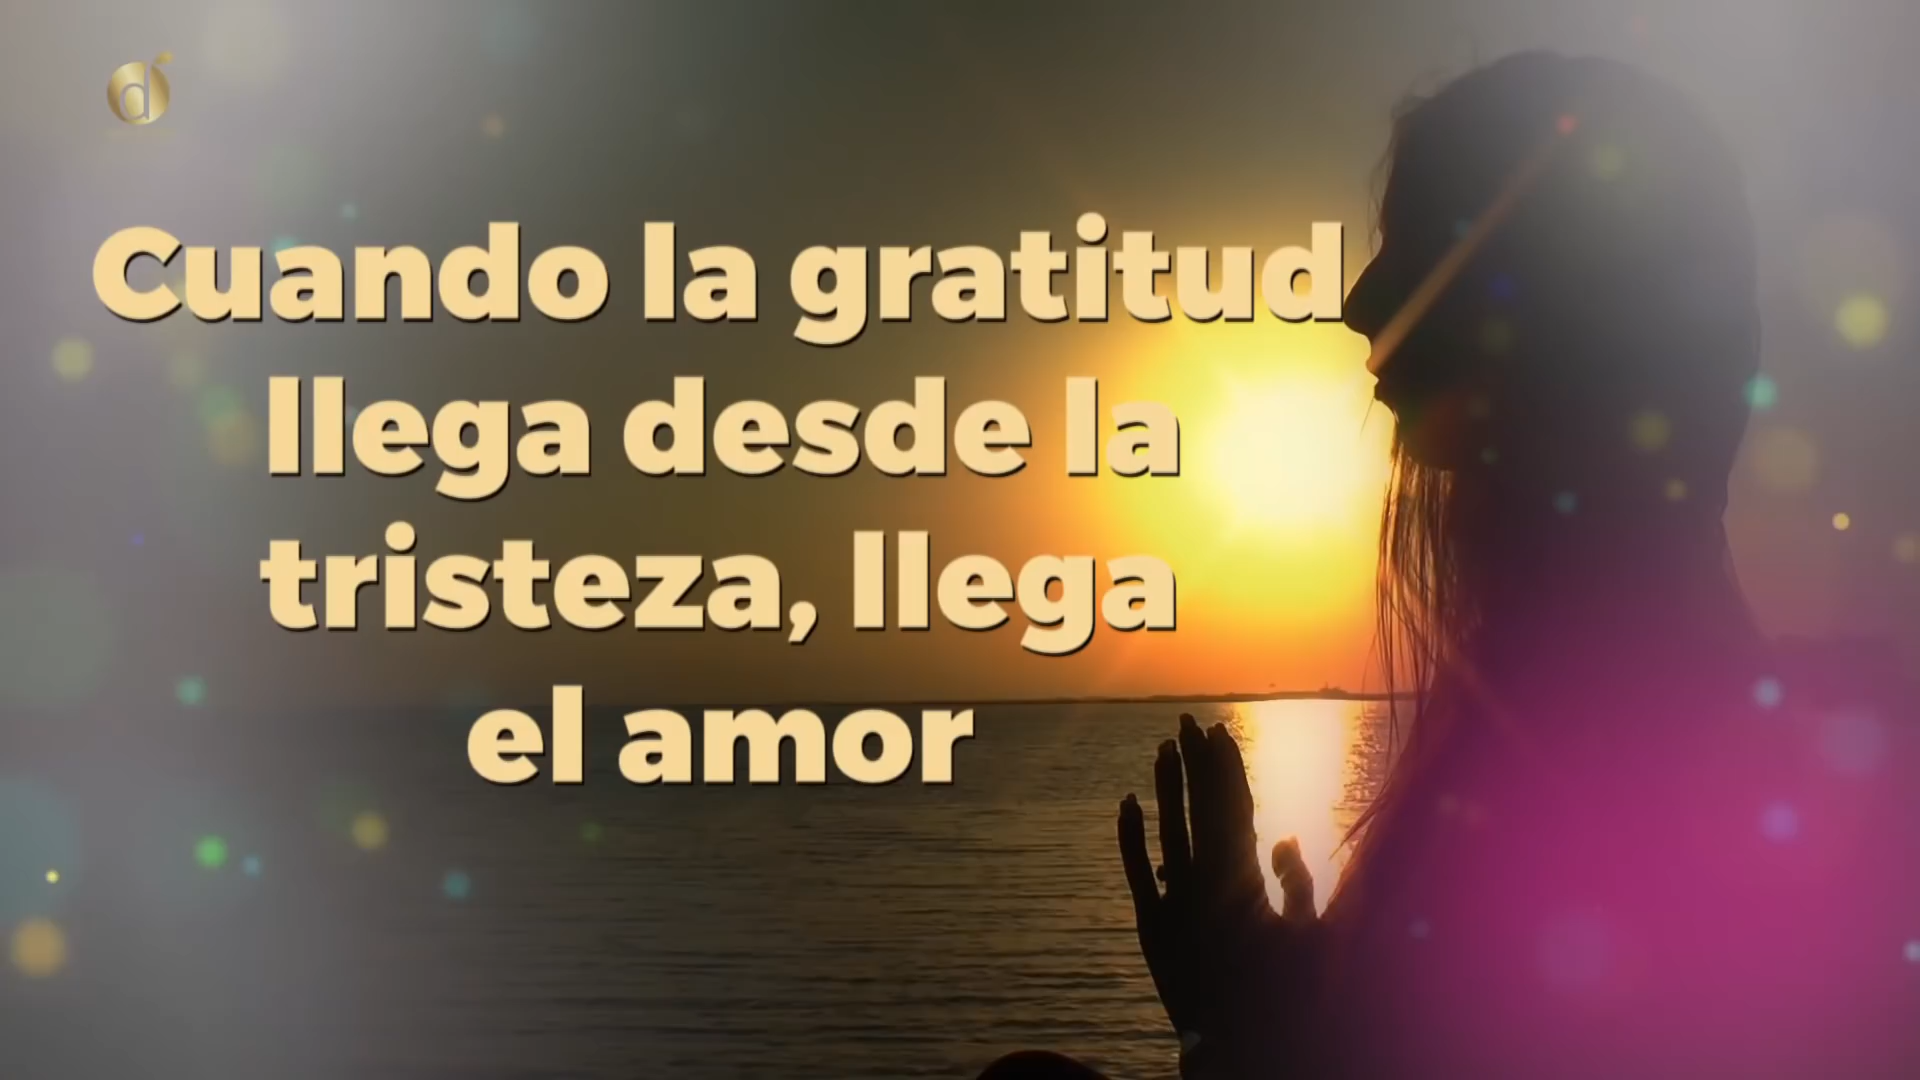 Cuando la gratitud
llega desde la
tristeza, llega
el amor